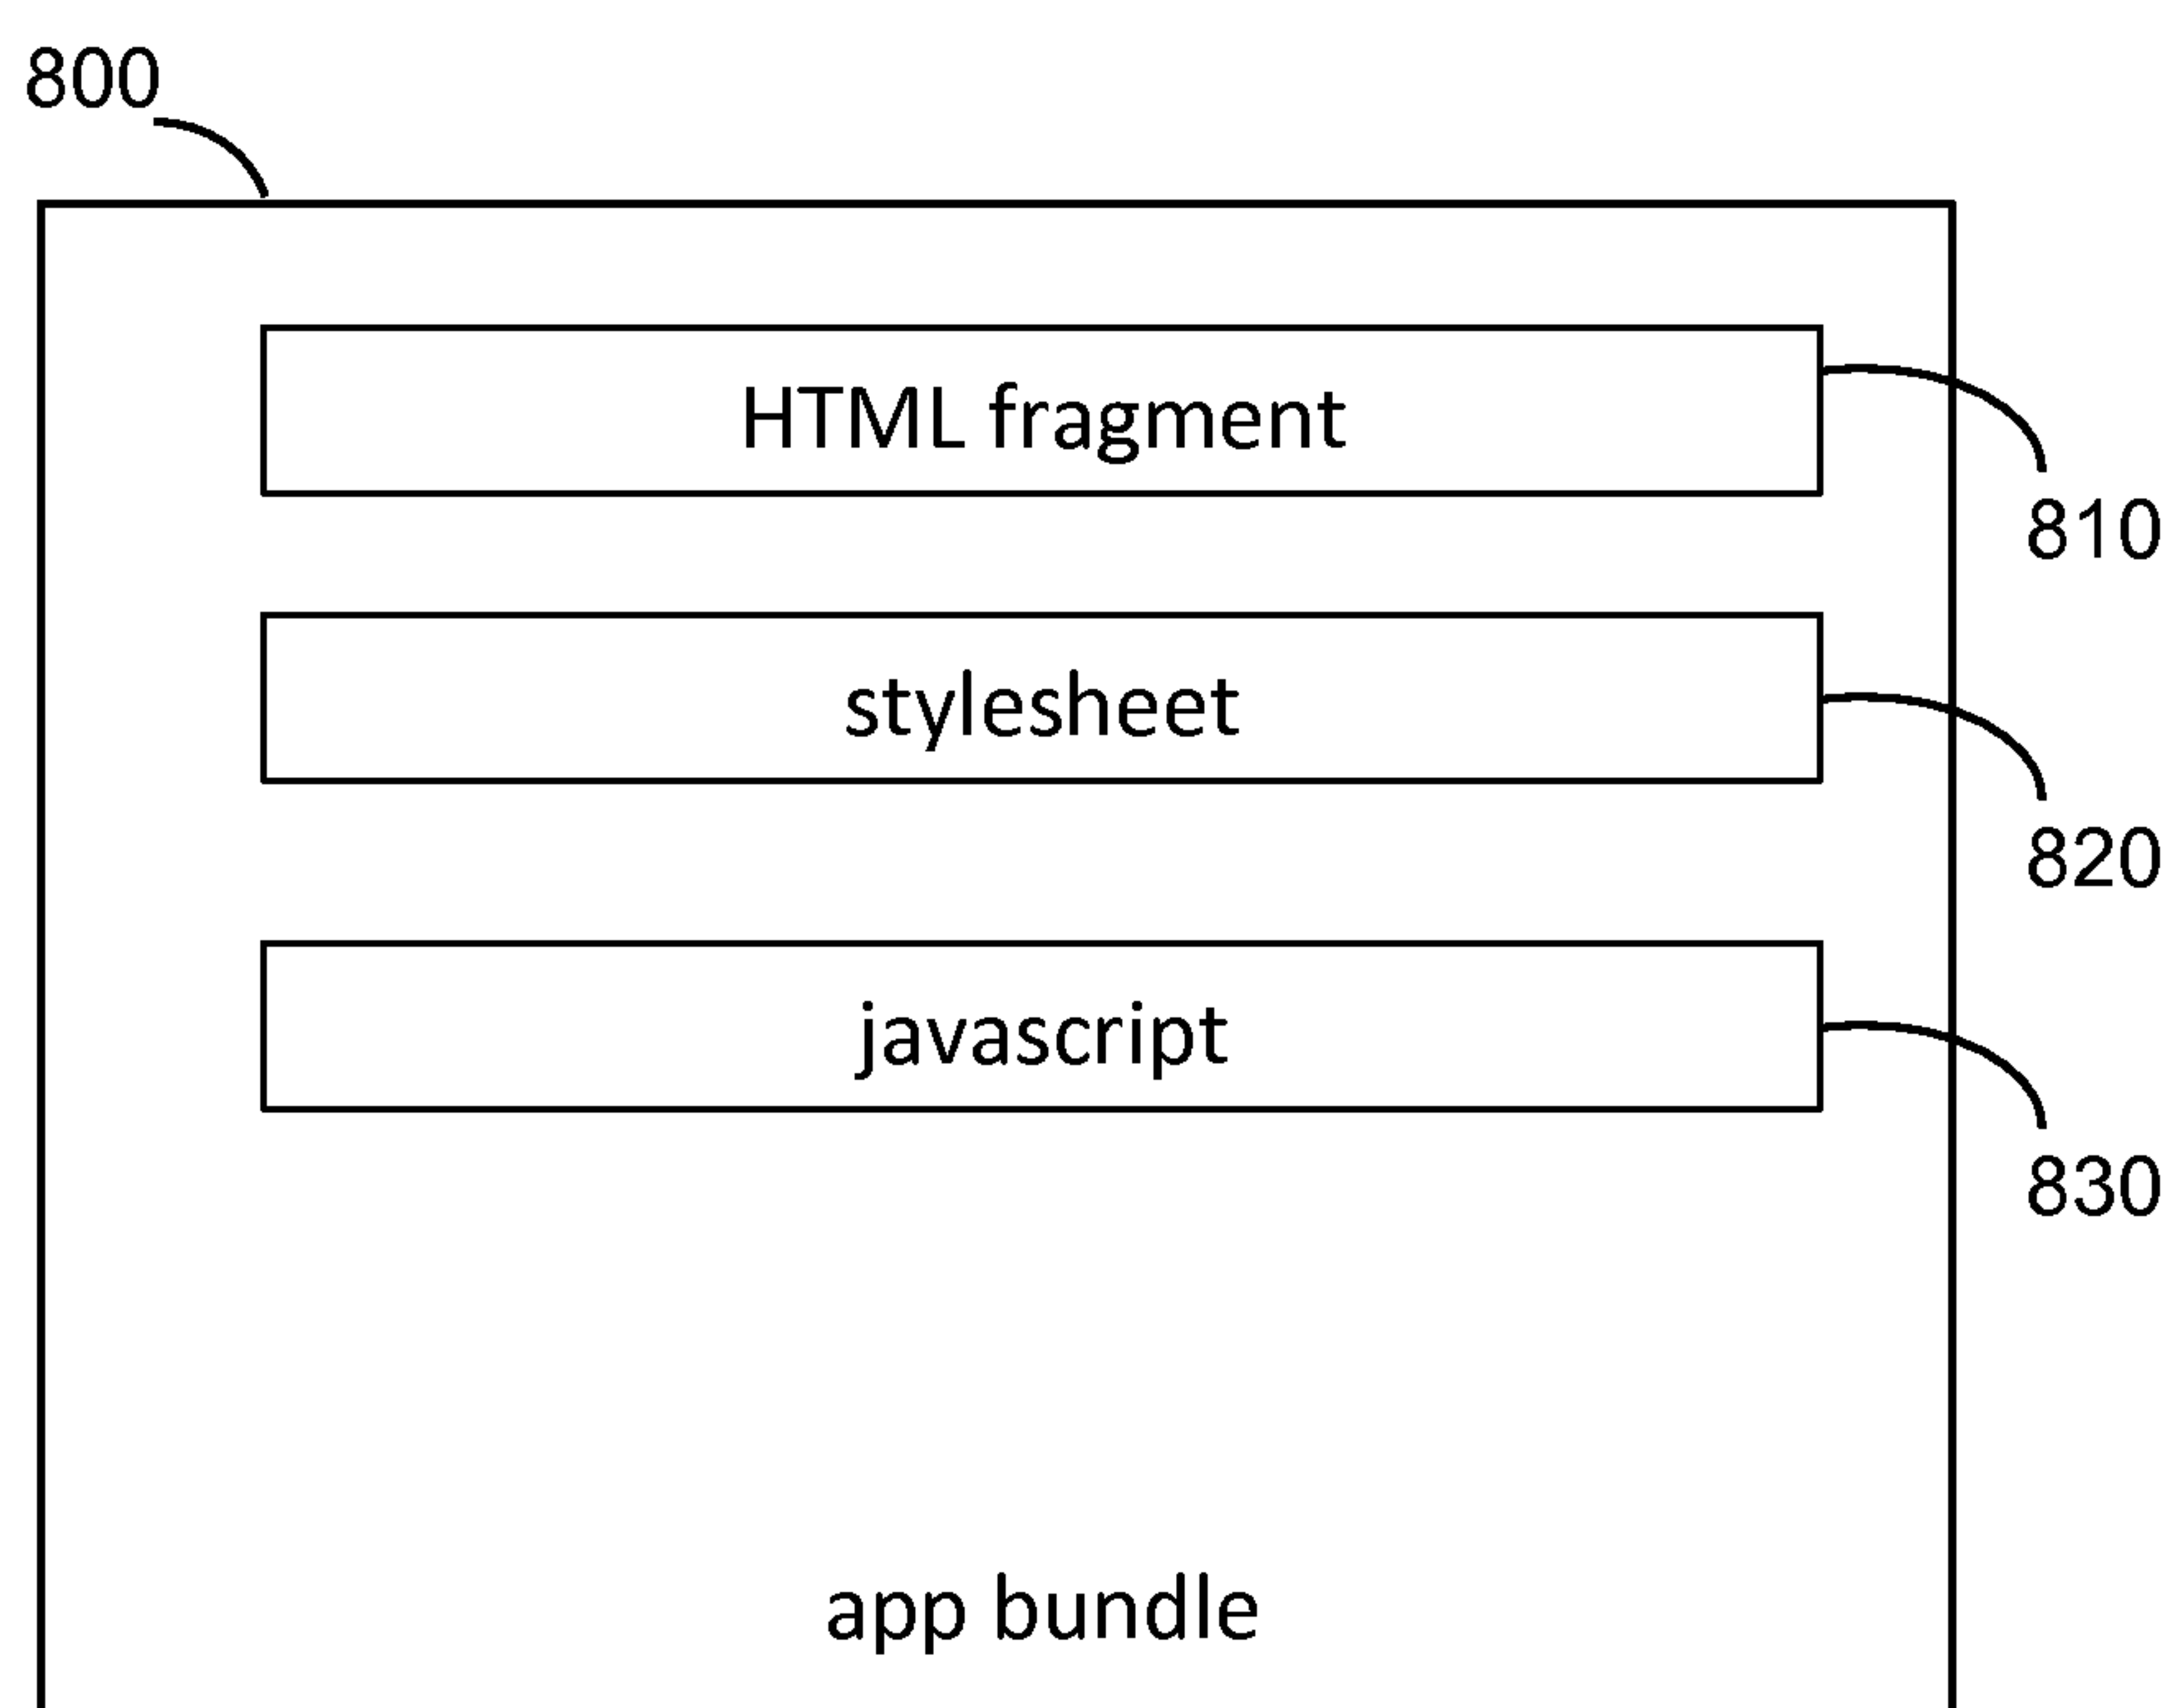 800
HTML fragment
810
stylesheet
820
javascript
830
app bundle